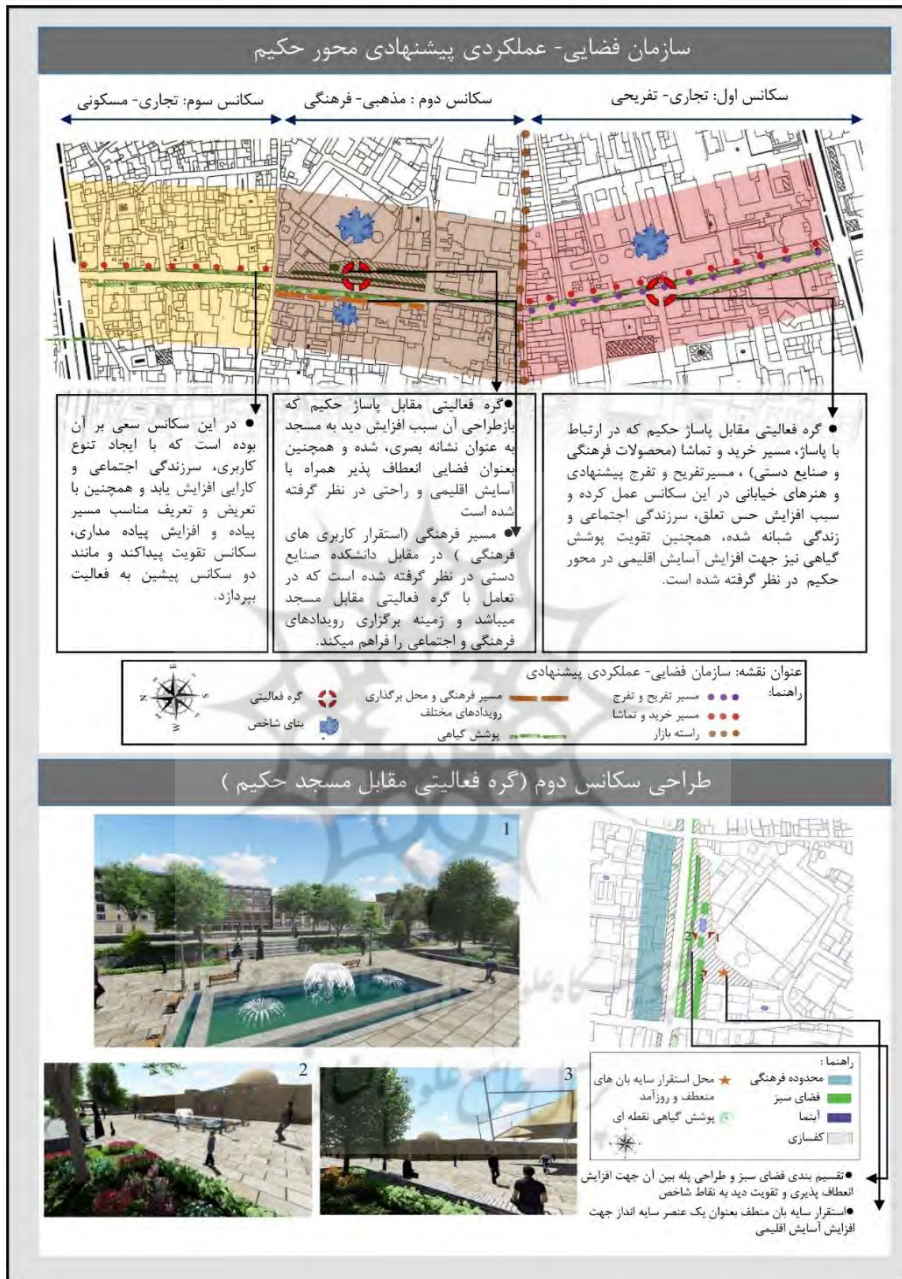 سازمان فضایی- عملکردی پیشنهادی محور حکیم
سکانس اول: تجاری- تفریحی
سکانس دوم : مذهبی- فرهنگی
سکانس سوم: تجاری- مسکونی
● گره فعالیتی مقابل پاساژ حکیم که در ارتباط
با پاساژ، مسیر خرید و تماشا (محصولات فرهنگی
و صنایع دستی) ، مسیرتفریح و تفرج پیشنهادی
و هنرهای خیابانی در این سکانس عمل کرده و
سبب افزایش حس تعلق، سرزندگی اجتماعی و
زندگی شبانه شده، همچنین تقویت پوشش
گیاهی نیز جهت افزایش آسایش اقلیمی در محور
حکیم در نظر گرفته شده است.
●گره فعالیتی مقابل پاساژ حکیم که
بازطراحی آن سبب افزایش دید به مسجد
به عنوان نشانه بصری، شده و همچنین
بعنوان فضایی انعطاف پذیر همراه با
آسایش اقلیمی و راحتی در نظر گرفته
شده است
● مسیر فرهنگی (استقرار کاربری های
فرهنگی ) در مقابل دانشکده صنایع
دستی در نظر گرفته شده است که در
تعامل با گره فعالیتی مقابل مسجد
میباشد و زمینه برگزاری رویدادهای
فرهنگی و اجتماعی را فراهم میکند.
● در این سکانس سعی بر آن
بوده است که با ایجاد تنوع
کاربری، سرزندگی اجتماعی و
کارایی افزایش یابد و همچنین با
تعریض و تعریف مناسب مسیر
پیاده و افزایش پیاده مداری،
سکانس تقویت پیداکند و مانند
دو سکانس پیشین به فعالیت
بپردازد.
عنوان نقشه: سازمان فضایی- عملکردی پیشنهادی
راهنما:
مسیر تفریح و تفرج
مسیر خرید و تماشا
راسته بازار
مسیر فرهنگی و محل برگذاری
رویدادهای مختلف
پوشش گیاهی
گره فعالیتی
بنای شاخص
E
N
S
W
طراحی سکانس دوم (گره فعالیتی مقابل مسجد حکیم )
1
2
3
2
1
3
راهنما :
محدوده فرهنگی
فضای سبز
آبنما
کفسازی
محل استقرار سایه بان های
منعطف و روزآمد
پوشش گیاهی نقطه ای
●تقسیم بندی فضای سبز و طراحی پله بین آن جهت افزایش
انعطاف پذیری و تقویت دید به نقاط شاخص
●استقرار سایه بان منطف بعنوان یک عنصر سایه انداز جهت
افزایش آسایش اقلیمی